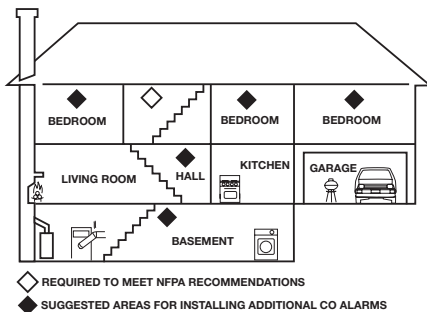 BEDROOM
BEDROOM
BEDROOM
LIVING ROOM
HALL
KITCHEN
GARAGE
BASEMENT
REQUIRED TO MEET NFPA RECOMMENDATIONS
SUGGESTED AREAS FOR INSTALLING ADDITIONAL CO ALARMS